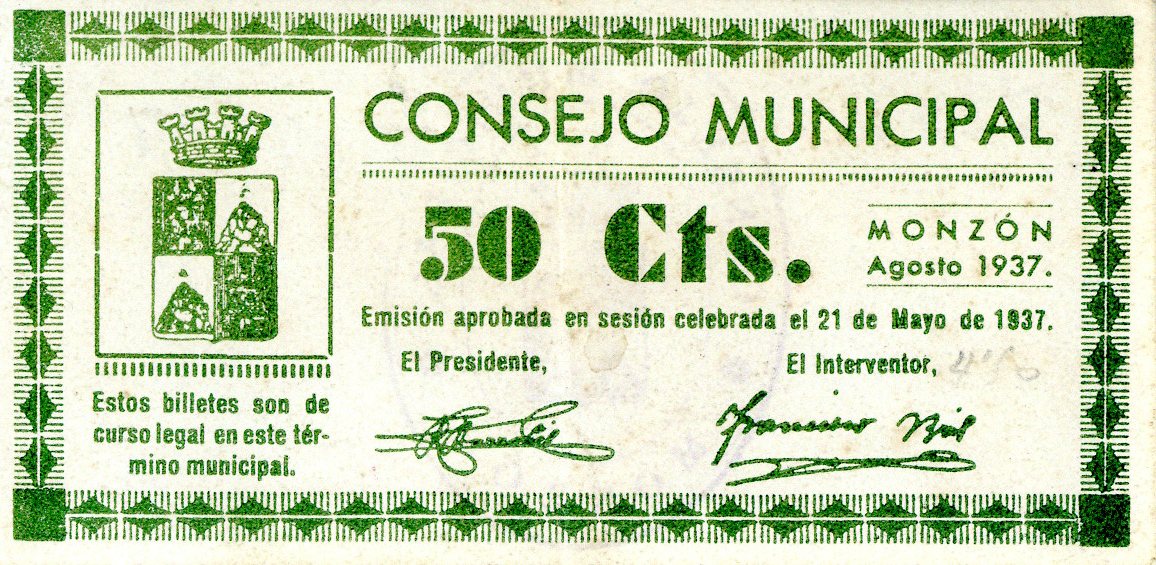 CONSEJO MUNICIPAL
50 Cts.
MONZÓN
Agosto 1937.
Emisión aprobada en sesión celebrada el 21 de Mayo de 1937.
El Presidente,
El Interventor,
Francisco
Estos billetes son de
curso legal en este tér-
mino municipal.